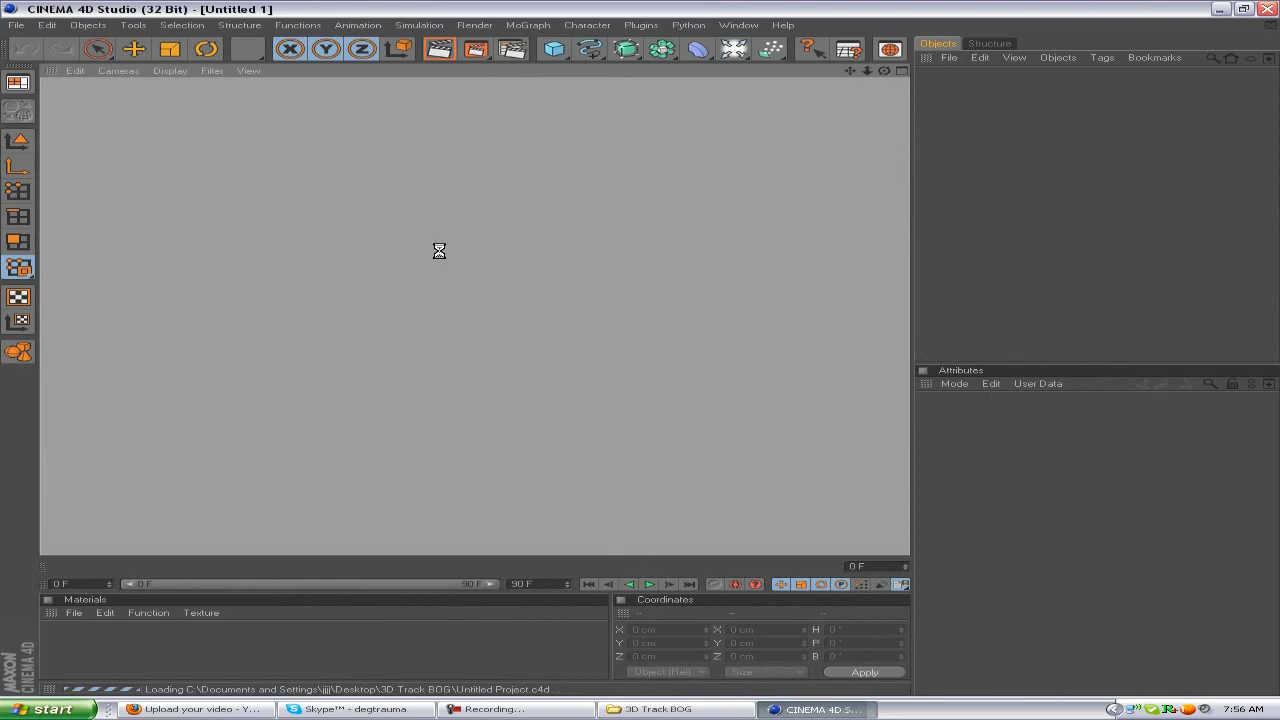 CINEMA 4D Studio (32 Bit) - [Untitled 1]
File Edit Objects Tools Selection Structure Functions Animation Simulation Render MoGraph Character Plugins Python Window Help
Objects Structure
File Edit View Objects Tags Bookmarks
Edit Cameras Display Filter View
Attributes
Mode Edit User Data
0 F
0 F 0 F 90 F 90 F
Materials
File Edit Function Texture
Coordinates
-- -- --
X 0 cm X 0 cm H 0 °
Y 0 cm Y 0 cm P 0 °
Z 0 cm Z 0 cm B 0 °
Object (Rel) Size Apply
MAXON
CINEMA 4D
Loading C:\Documents and Settings\jjjj\Desktop\3D Track BOG\Untitled Project.c4d ...
start Upload your video - Y... Skype™ - degtrauma Recording... 3D Track BOG CINEMA 4D S... 7:56 AM